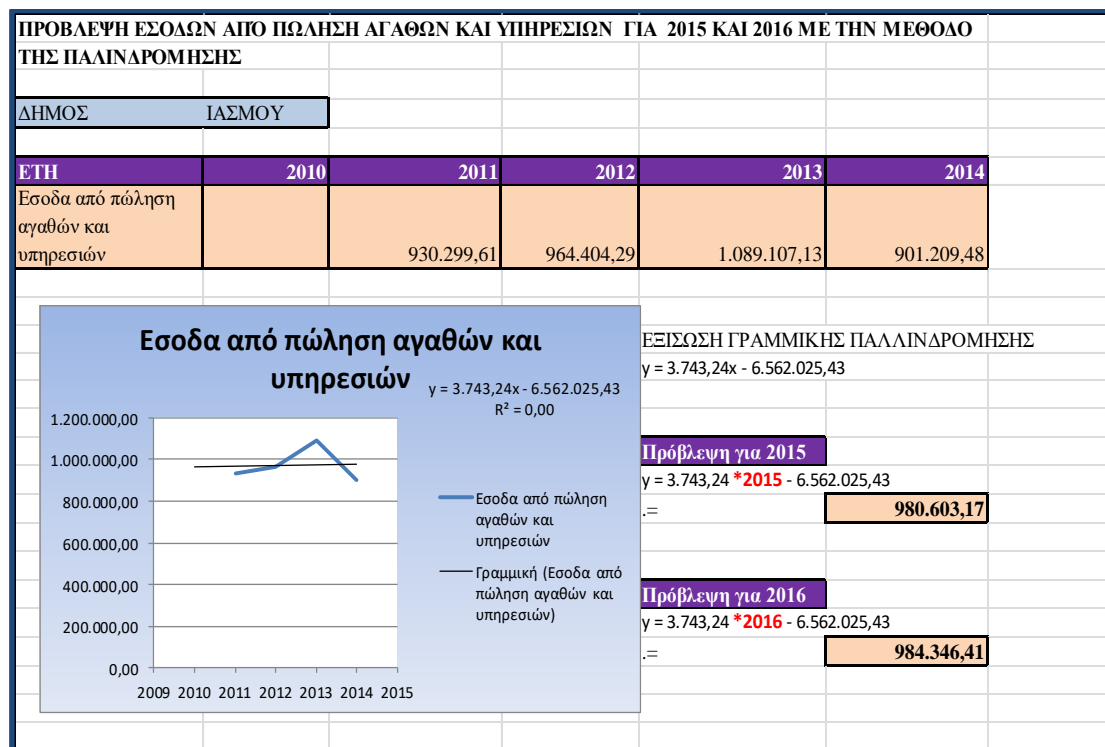 ΠΡΟΒΛΕΨΗ ΕΣΟΔΩΝ ΑΠΌ ΠΩΛΗΣΗ ΑΓΑΘΩΝ ΚΑΙ ΥΠΗΡΕΣΙΩΝ ΓΙΑ 2015 ΚΑΙ 2016 ΜΕ ΤΗΝ ΜΕΘΟΔΟ
ΤΗΣ ΠΑΛΙΝΔΡΟΜΗΣΗΣ
ΔΗΜΟΣ ΙΑΣΜΟΥ
ΕΤΗ 2010 2011 2012 2013 2014
Εσοδα από πώληση
αγαθών και
υπηρεσιών 930.299,61 964.404,29 1.089.107,13 901.209,48
Εσοδα από πώληση αγαθών και
υπηρεσιών
y = 3.743,24x - 6.562.025,43
R² = 0,00
1.200.000,00
1.000.000,00
800.000,00
600.000,00
400.000,00
200.000,00
0,00
2009 2010 2011 2012 2013 2014 2015
Εσοδα από πώληση
αγαθών και
υπηρεσιών
Γραμμική (Εσοδα από
πώληση αγαθών και
υπηρεσιών)
ΕΞΙΣΩΣΗ ΓΡΑΜΜΙΚΗΣ ΠΑΛΛΙΝΔΡΟΜΗΣΗΣ
y = 3.743,24x - 6.562.025,43
Πρόβλεψη για 2015
y = 3.743,24 *2015 - 6.562.025,43
.= 980.603,17
Πρόβλεψη για 2016
y = 3.743,24 *2016 - 6.562.025,43
.= 984.346,41